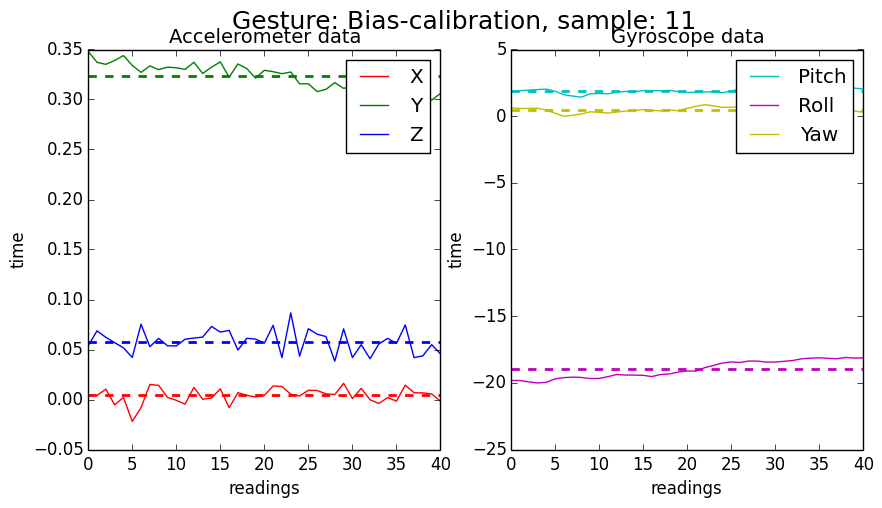 Gesture: Bias-calibration, sample: 11
Accelerometer data
0.35
0.30
0.25
0.20
0.15
0.10
0.05
0.00
−0.05
time
0 5 10 15 20 25 30 35 40
readings
X
Y
Z
Gyroscope data
5
0
−5
−10
−15
−20
−25
time
0 5 10 15 20 25 30 35 40
readings
Pitch
Roll
Yaw